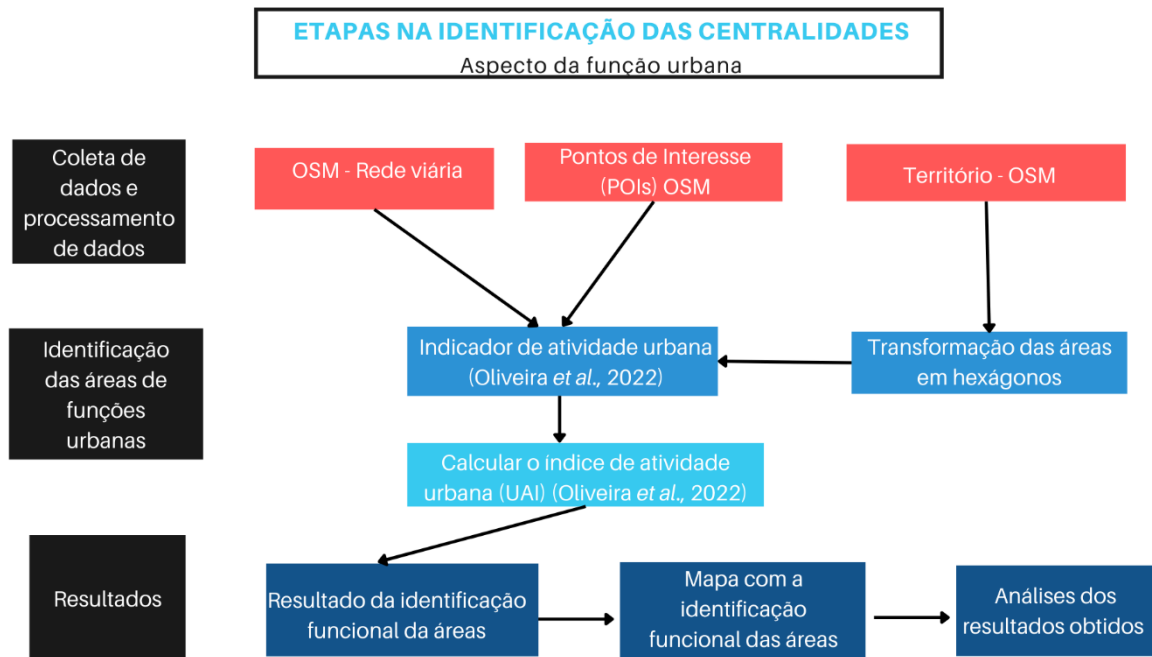 ETAPAS NA IDENTIFICAÇÃO DAS CENTRALIDADES
Aspecto da função urbana
Coleta de
dados e
processamento
de dados
OSM - Rede viária
Pontos de Interesse
(POIs) OSM
Território - OSM
Identificação
das áreas de
funções
urbanas
Indicador de atividade urbana
(Oliveira et al., 2022)
Transformação das áreas
em hexágonos
Calcular o índice de atividade
urbana (UAI) (Oliveira et al., 2022)
Resultados
Resultado da identificação
funcional da áreas
Mapa com a
identificação
funcional das áreas
Análises dos
resultados obtidos